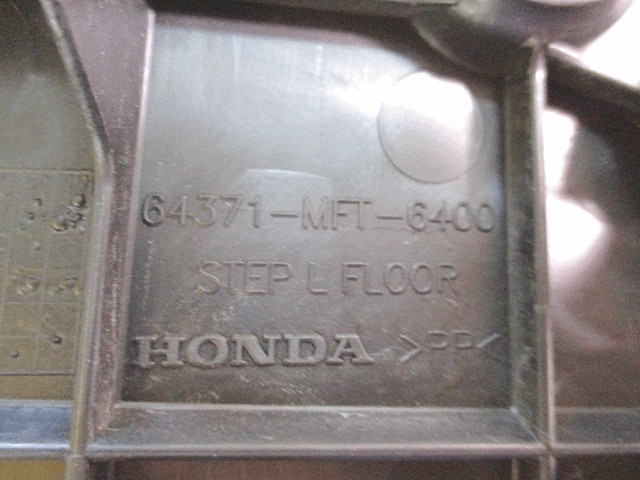 64371-MFT-6400
STEP L FLOOR
HONDA >PP<